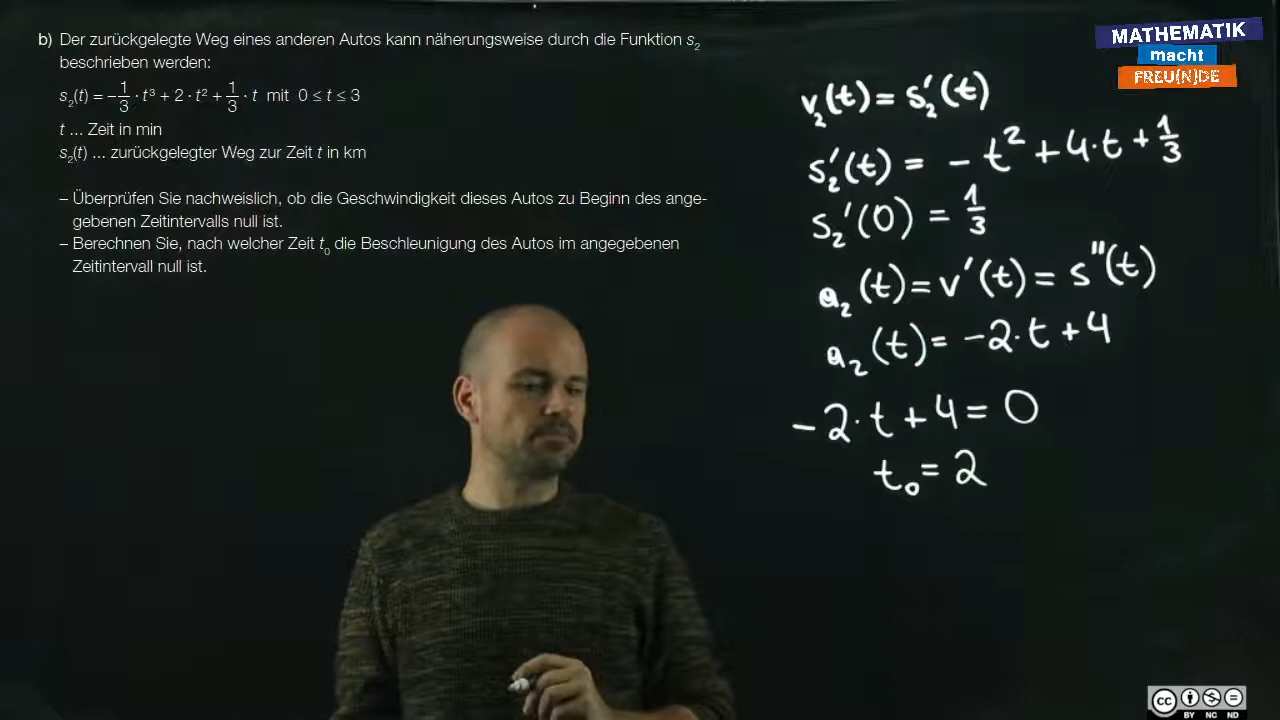 b) Der zurückgelegte Weg eines anderen Autos kann näherungsweise durch die Funktion s₂
beschrieben werden:
s₂(t) = −1/3 · t³ + 2 · t² + 1/3 · t mit 0 ≤ t ≤ 3
t ... Zeit in min
s₂(t) ... zurückgelegter Weg zur Zeit t in km
– Überprüfen Sie nachweislich, ob die Geschwindigkeit dieses Autos zu Beginn des ange-
gebenen Zeitintervalls null ist.
– Berechnen Sie, nach welcher Zeit t₀ die Beschleunigung des Autos im angegebenen
Zeitintervall null ist.
MATHEMATIK
macht
FREU(N)DE
v₂(t) = s₂′(t)
s₂′(t) = − t² + 4·t + 1/3
s₂′(0) = 1/3
a₂(t) = v′(t) = s″(t)
a₂(t) = −2·t + 4
−2·t + 4 = 0
t₀ = 2
cc
BY NC ND